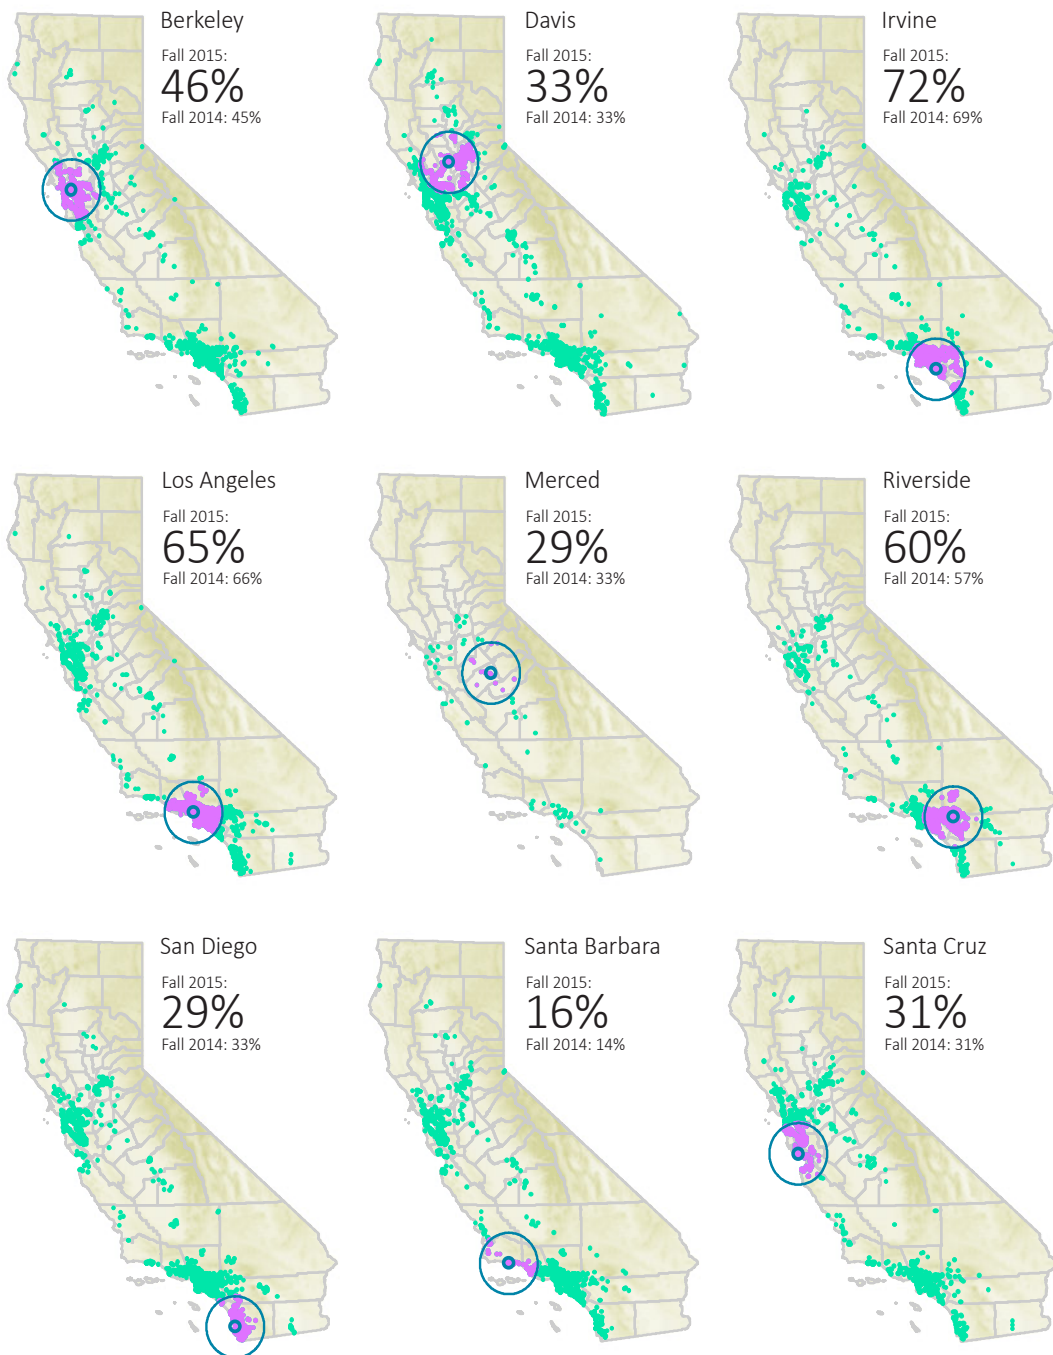 Berkeley
Fall 2015:
46%
Fall 2014: 45%
Davis
Fall 2015:
33%
Fall 2014: 33%
Irvine
Fall 2015:
72%
Fall 2014: 69%
Los Angeles
Fall 2015:
65%
Fall 2014: 66%
Merced
Fall 2015:
29%
Fall 2014: 33%
Riverside
Fall 2015:
60%
Fall 2014: 57%
San Diego
Fall 2015:
29%
Fall 2014: 33%
Santa Barbara
Fall 2015:
16%
Fall 2014: 14%
Santa Cruz
Fall 2015:
31%
Fall 2014: 31%